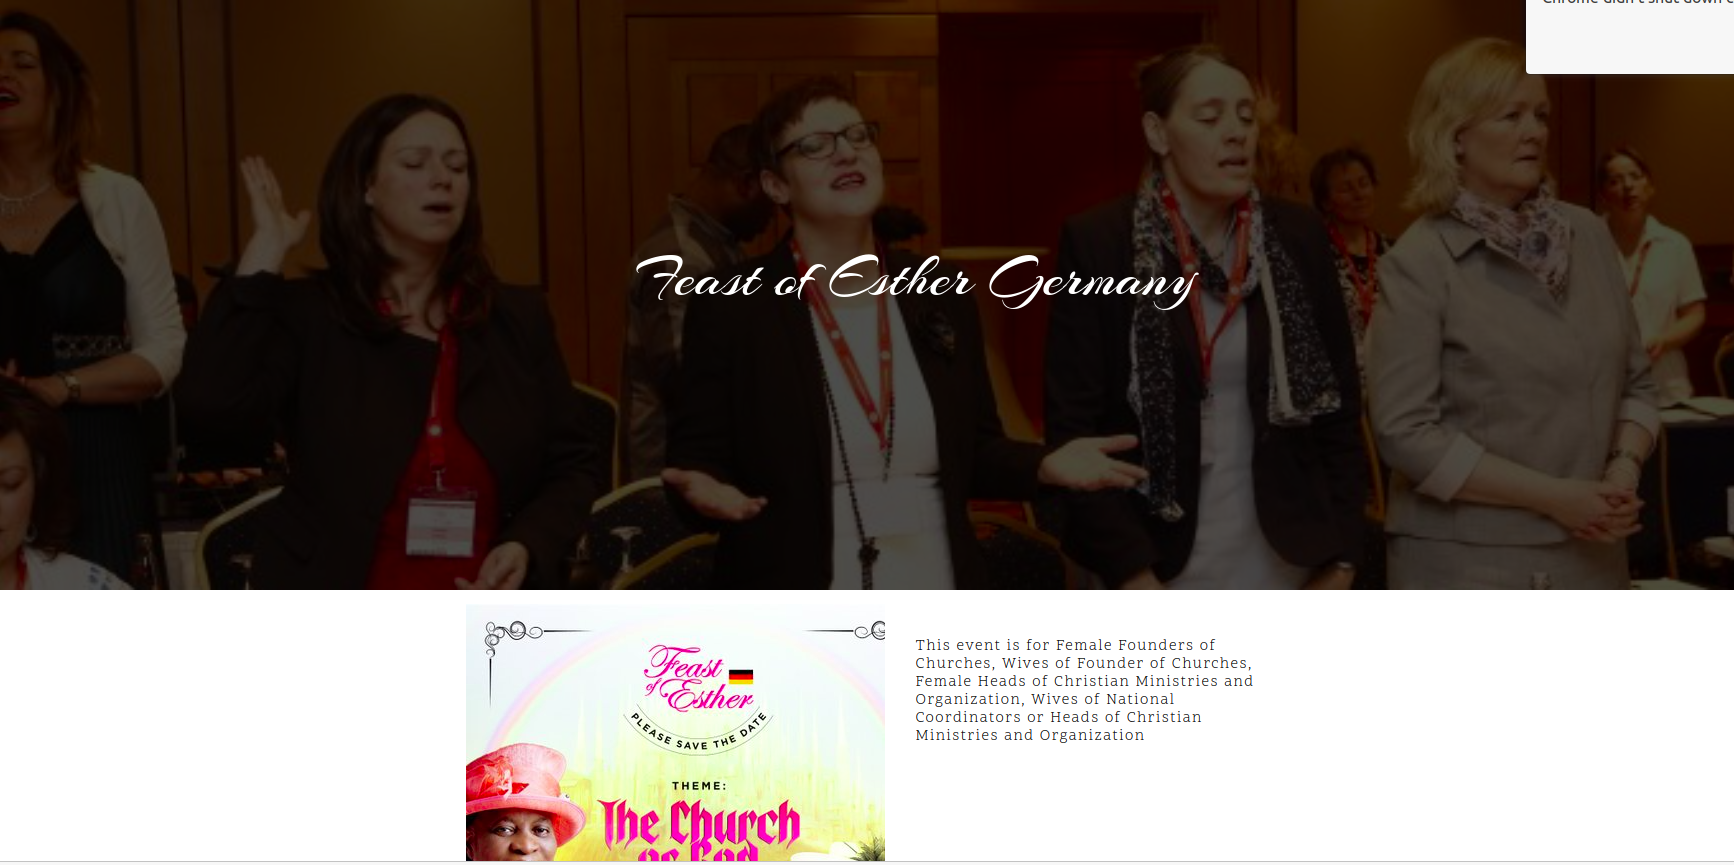 Feast of Esther Germany
Feast
of Esther
PLEASE SAVE THE DATE
THEME:
The Church
This event is for Female Founders of
Churches, Wives of Founder of Churches,
Female Heads of Christian Ministries and
Organization, Wives of National
Coordinators or Heads of Christian
Ministries and Organization